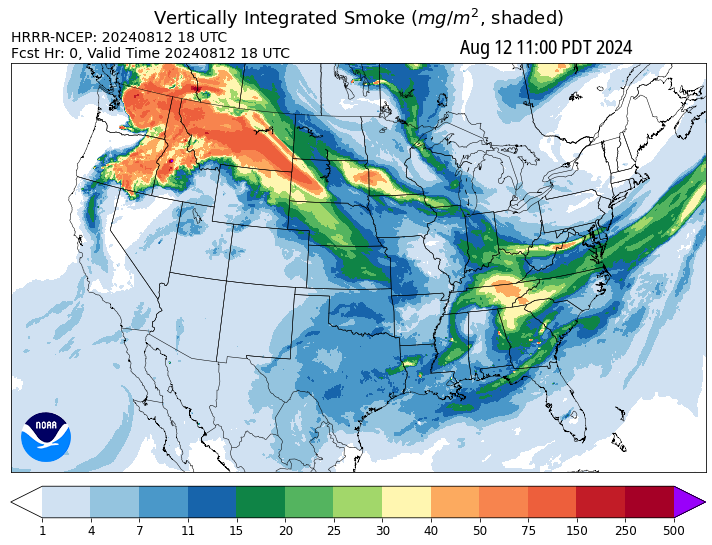 Vertically Integrated Smoke (mg/m², shaded)
HRRR-NCEP: 20240812 18 UTC
Fcst Hr: 0, Valid Time 20240812 18 UTC
Aug 12 11:00 PDT 2024
NOAA
1 4 7 11 15 20 25 30 40 50 75 150 250 500